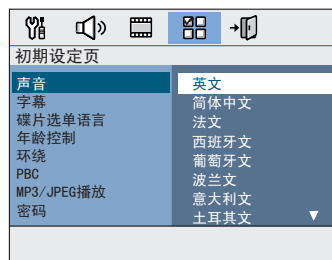 初期设定页
声音
字幕
碟片选单语言
年龄控制
环绕
PBC
MP3/JPEG播放
密码
英文
简体中文
法文
西班牙文
葡萄牙文
波兰文
意大利文
土耳其文